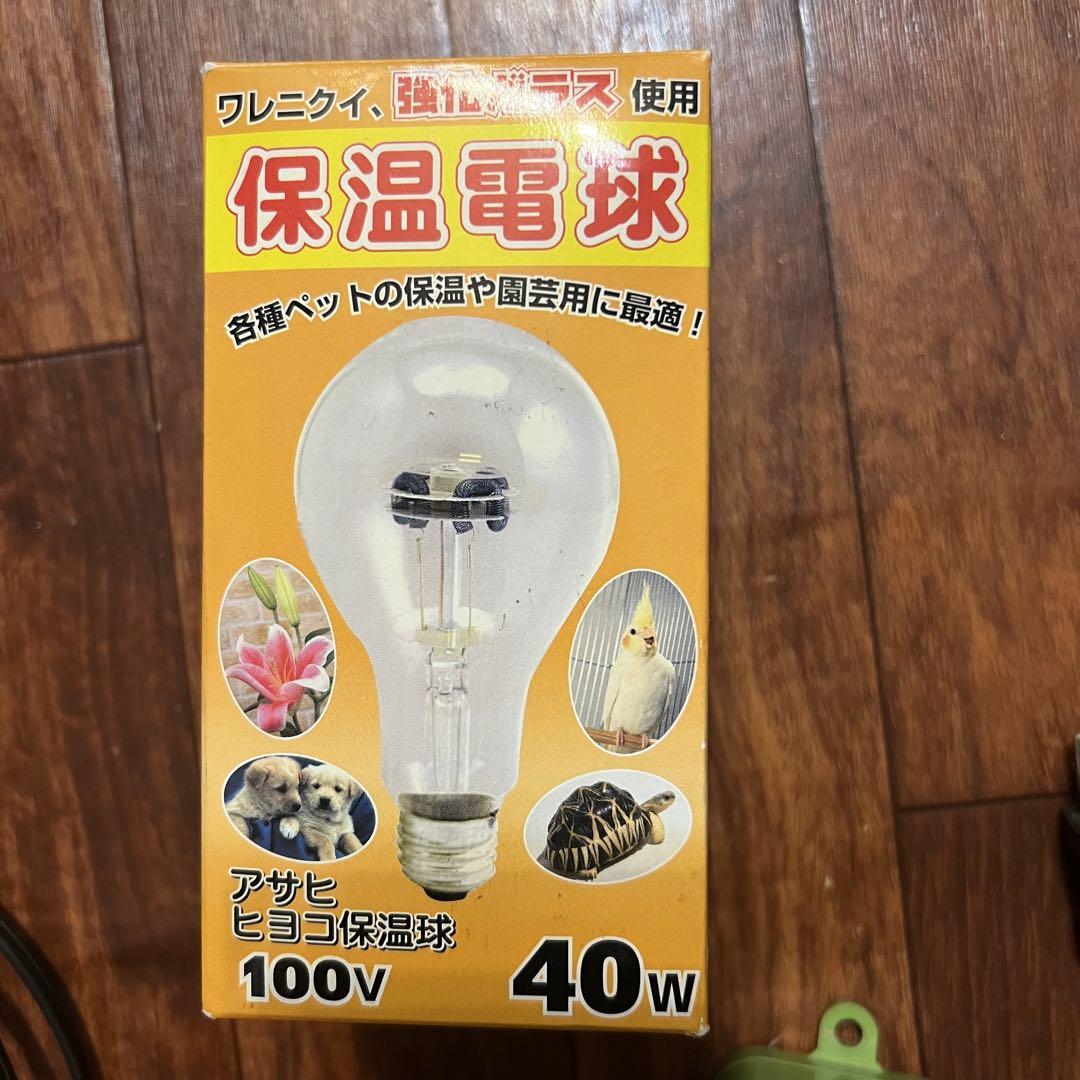 ワレニクイ、強化ガラス使用
保温電球
各種ペットの保温や園芸用に最適！
アサヒ
ヒヨコ保温球
100V
40W